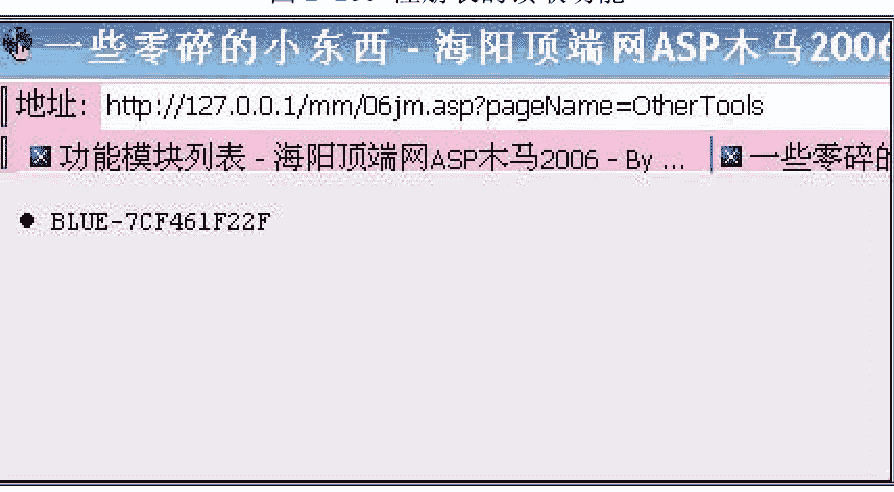 一些零碎的小东西 - 海阳顶端网ASP木马2006
地址: http://127.0.0.1/mm/06jm.asp?pageName=OtherTools
功能模块列表 - 海阳顶端网ASP木马2006 - By ... 一些零碎的
● BLUE-7CF461F22F